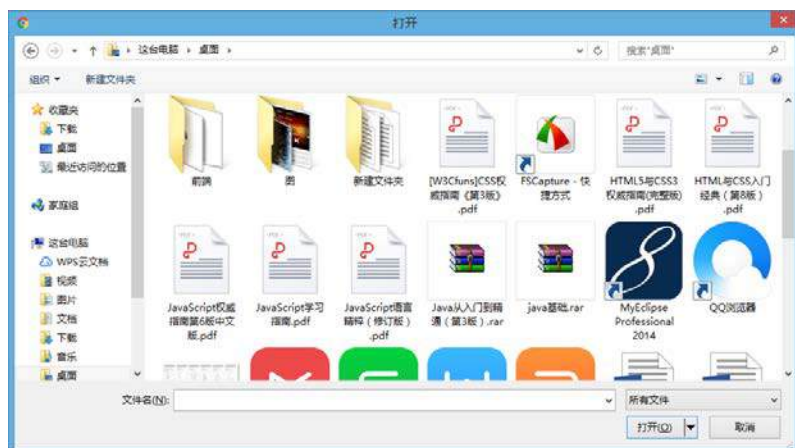 打开
这台电脑 ▸ 桌面 ▸
搜索"桌面"
组织
新建文件夹
收藏夹
下载
桌面
最近访问的位置
家庭组
这台电脑
WPS云文档
视频
图片
文档
下载
音乐
桌面
前端
图
新建文件夹
[W3Cfuns]CSS权
威指南《第3版》
.pdf
FSCapture - 快
捷方式
HTML5与CSS3
权威指南(完整版)
.pdf
HTML与CSS入门
经典(第8版)
.pdf
JavaScript权威
指南第6版中文
版.pdf
JavaScript学习
指南.pdf
JavaScript语言
精粹(修订版)
.pdf
Java从入门到精
通(第3版).rar
java基础.rar
MyEclipse
Professional
2014
QQ浏览器
文件名(N):
所有文件
打开(O)
取消